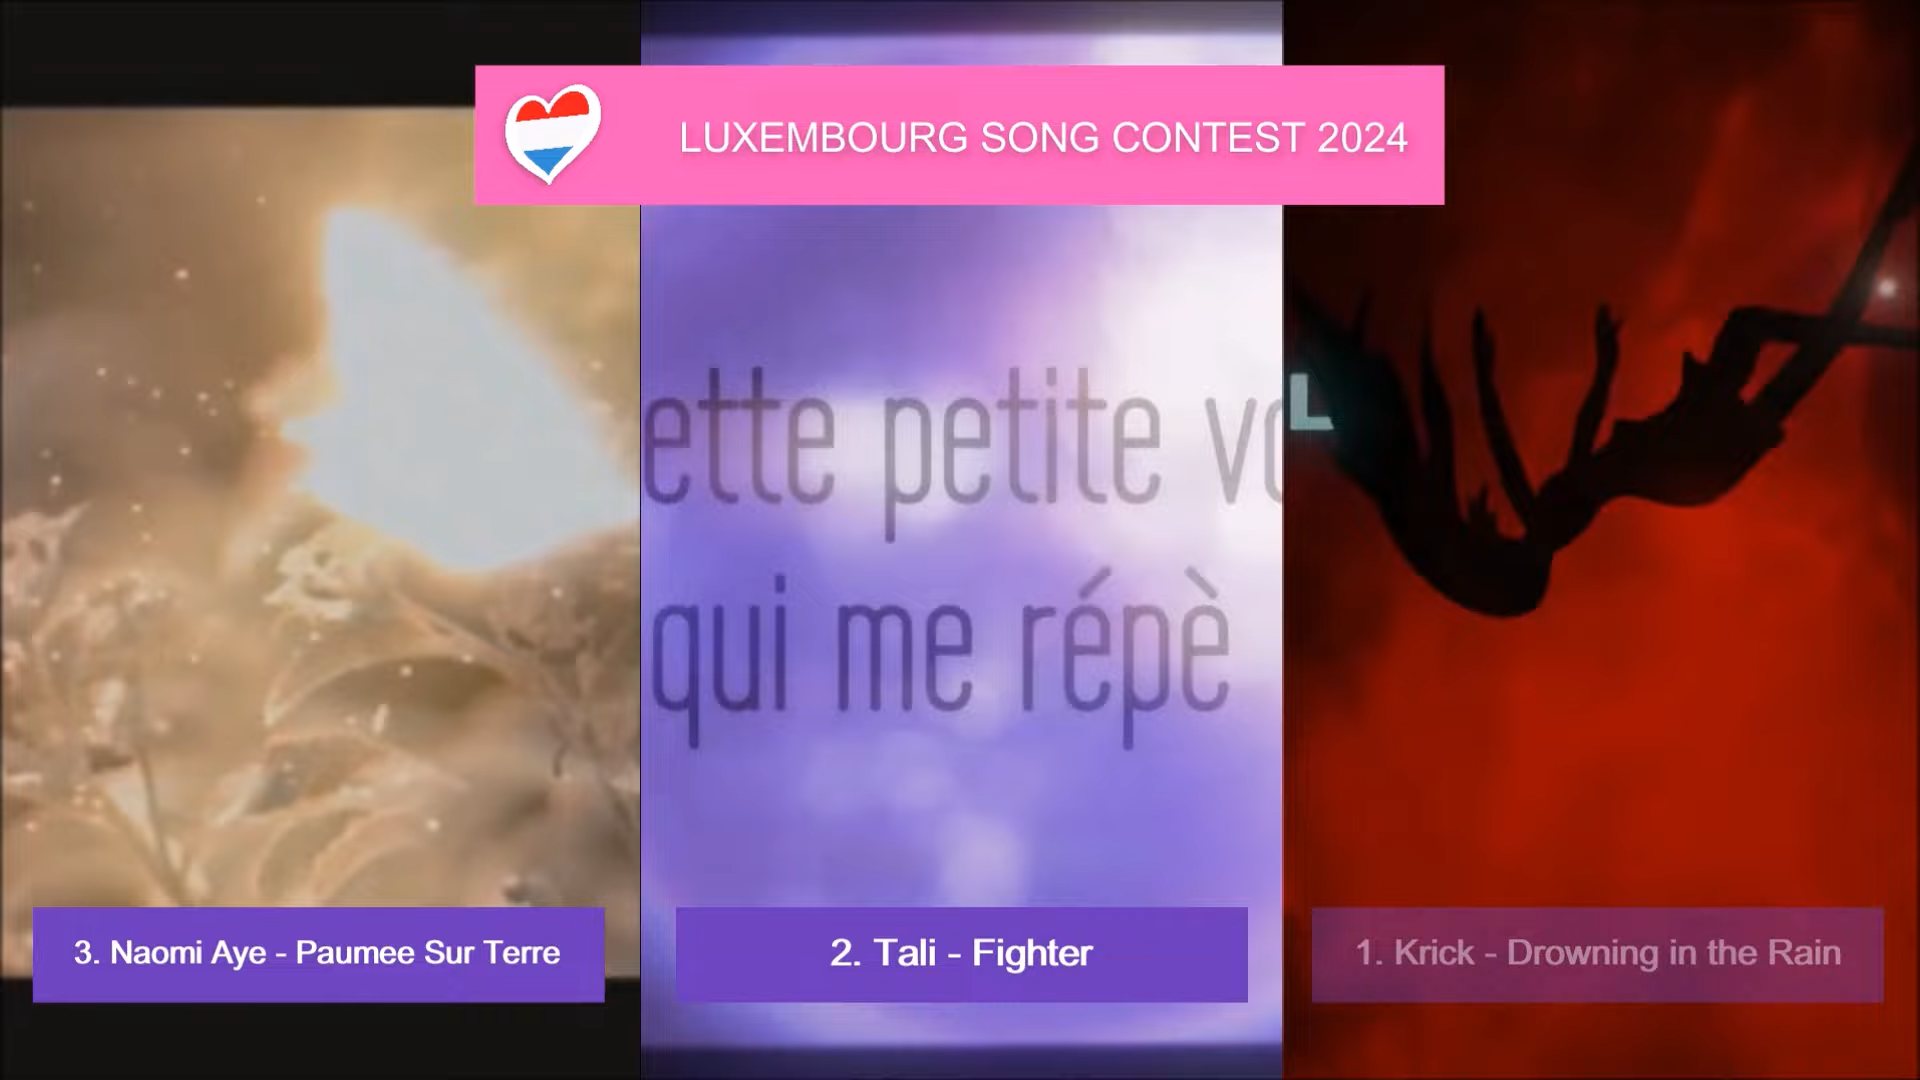 LUXEMBOURG SONG CONTEST 2024
ette petite vo
qui me répè
L
3. Naomi Aye - Paumee Sur Terre
2. Tali - Fighter
1. Krick - Drowning in the Rain